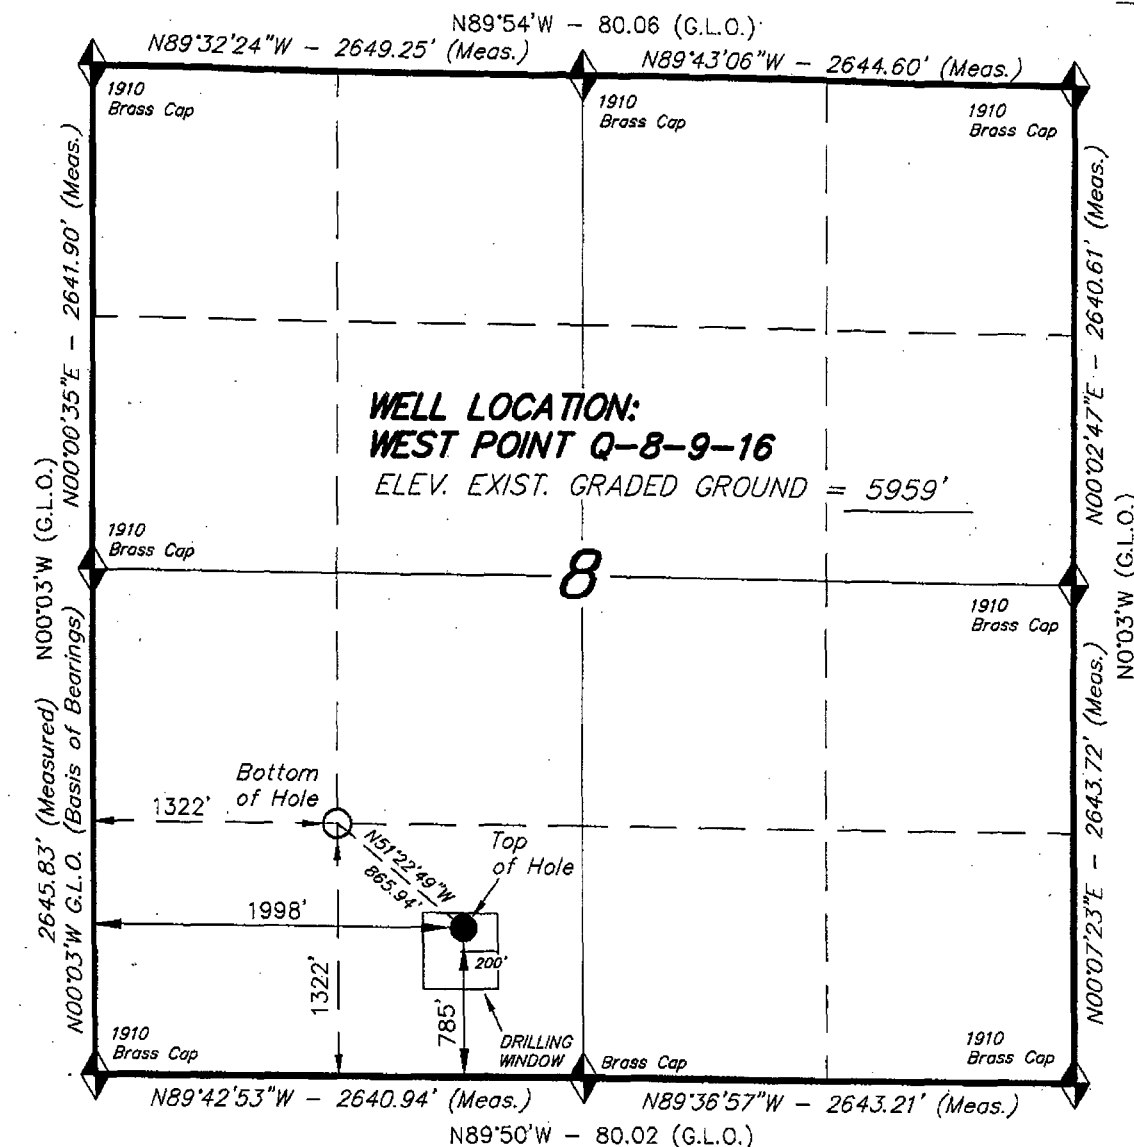 N89°54'W - 80.06 (G.L.O.)
N89°32'24"W - 2649.25' (Meas.)
N89°43'06"W - 2644.60' (Meas.)
1910
Brass Cap
1910
Brass Cap
1910
Brass Cap
N00°00'35"E - 2641.90' (Meas.)
N00°02'47"E - 2640.61' (Meas.)
WELL LOCATION:
WEST POINT Q-8-9-16
ELEV. EXIST. GRADED GROUND = 5959'
N00°03'W (G.L.O.)
N0°03'W (G.L.O.)
1910
Brass Cap
8
1910
Brass Cap
2645.83' (Measured)
N00°03'W G.L.O. (Basis of Bearings)
N00°07'23"E - 2643.72' (Meas.)
Bottom
of Hole
1322'
N51°22'49"W
865.94'
Top
of Hole
1998'
200'
1322'
785'
DRILLING
WINDOW
1910
Brass Cap
Brass Cap
1910
Brass Cap
N89°42'53"W - 2640.94' (Meas.)
N89°36'57"W - 2643.21' (Meas.)
N89°50'W - 80.02 (G.L.O.)